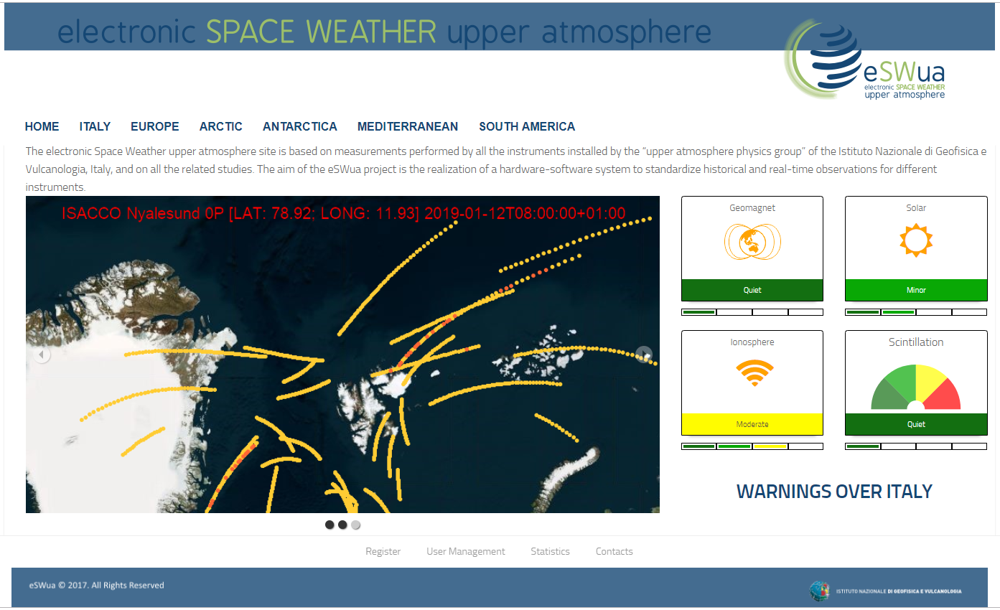 electronic SPACE WEATHER upper atmosphere
eSWua
electronic SPACE WEATHER
upper atmosphere
HOME ITALY EUROPE ARCTIC ANTARCTICA MEDITERRANEAN SOUTH AMERICA
The electronic Space Weather upper atmosphere site is based on measurements performed by all the instruments installed by the "upper atmosphere physics group" of the Istituto Nazionale di Geofisica e
Vulcanologia, Italy, and on all the related studies. The aim of the eSWua project is the realization of a hardware-software system to standardize historical and real-time observations for different
instruments.
ISACCO Nyalesund 0P [LAT: 78.92; LONG: 11.93] 2019-01-12T08:00:00+01:00
Geomagnet
Quiet
Solar
Minor
Ionosphere
Moderate
Scintillation
Quiet
WARNINGS OVER ITALY
Register User Management Statistics Contacts
eSWua © 2017. All Rights Reserved
ISTITUTO NAZIONALE DI GEOFISICA E VULCANOLOGIA